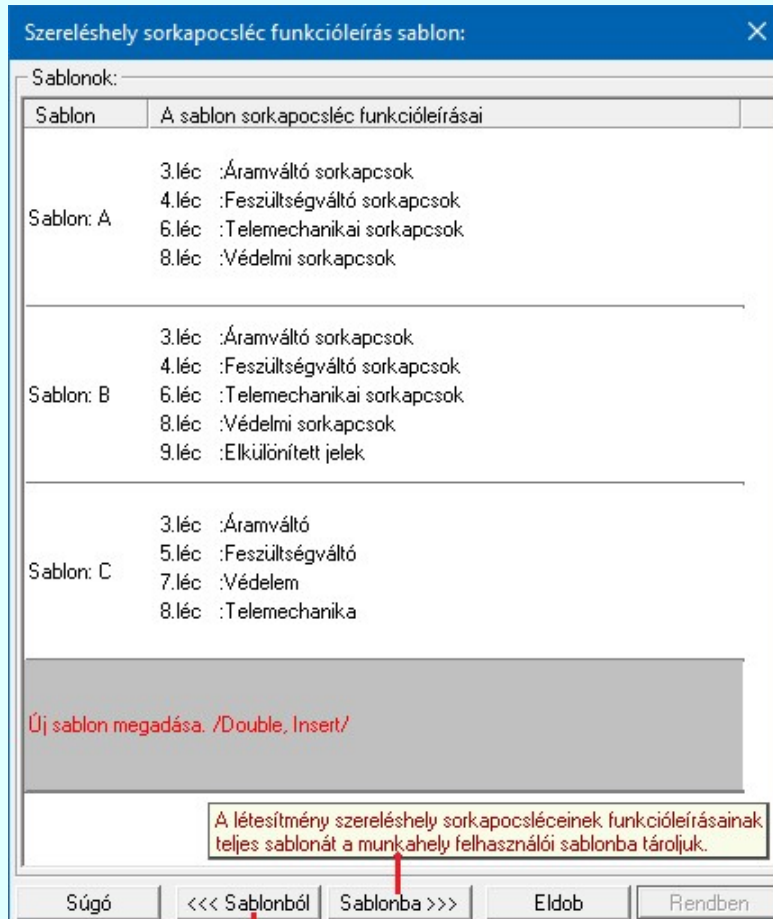 Szereléshely sorkapocsléc funkcióleírás sablon:
Sablonok:
Sablon A sablon sorkapocsléc funkcióleírásai
3.léc :Áramváltó sorkapcsok
4.léc :Feszültségváltó sorkapcsok
Sablon: A
6.léc :Telemechanikai sorkapcsok
8.léc :Védelmi sorkapcsok
3.léc :Áramváltó sorkapcsok
4.léc :Feszültségváltó sorkapcsok
Sablon: B 6.léc :Telemechanikai sorkapcsok
8.léc :Védelmi sorkapcsok
9.léc :Elkülönített jelek
3.léc :Áramváltó
5.léc :Feszültségváltó
Sablon: C
7.léc :Védelem
8.léc :Telemechanika
Új sablon megadása. /Double, Insert/
A létesítmény szereléshely sorkapocsléceinek funkcióleírásainak
teljes sablonát a munkahely felhasználói sablonba tároljuk.
Súgó <<< Sablonból Sablonba >>> Eldob Rendben